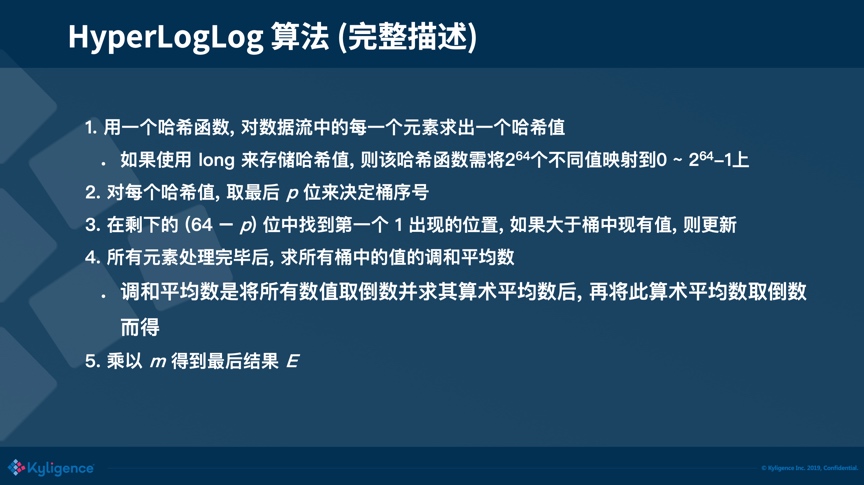 HyperLogLog 算法 (完整描述)
1. 用一个哈希函数, 对数据流中的每一个元素求出一个哈希值
. 如果使用 long 来存储哈希值, 则该哈希函数需将2⁶⁴个不同值映射到0 ~ 2⁶⁴-1上
2. 对每个哈希值, 取最后 p 位来决定桶序号
3. 在剩下的 (64 - p) 位中找到第一个 1 出现的位置, 如果大于桶中现有值, 则更新
4. 所有元素处理完毕后, 求所有桶中的值的调和平均数
. 调和平均数是将所有数值取倒数并求其算术平均数后, 再将此算术平均数取倒数
而得
5. 乘以 m 得到最后结果 E
Kyligence
© Kyligence Inc. 2019, Confidential.